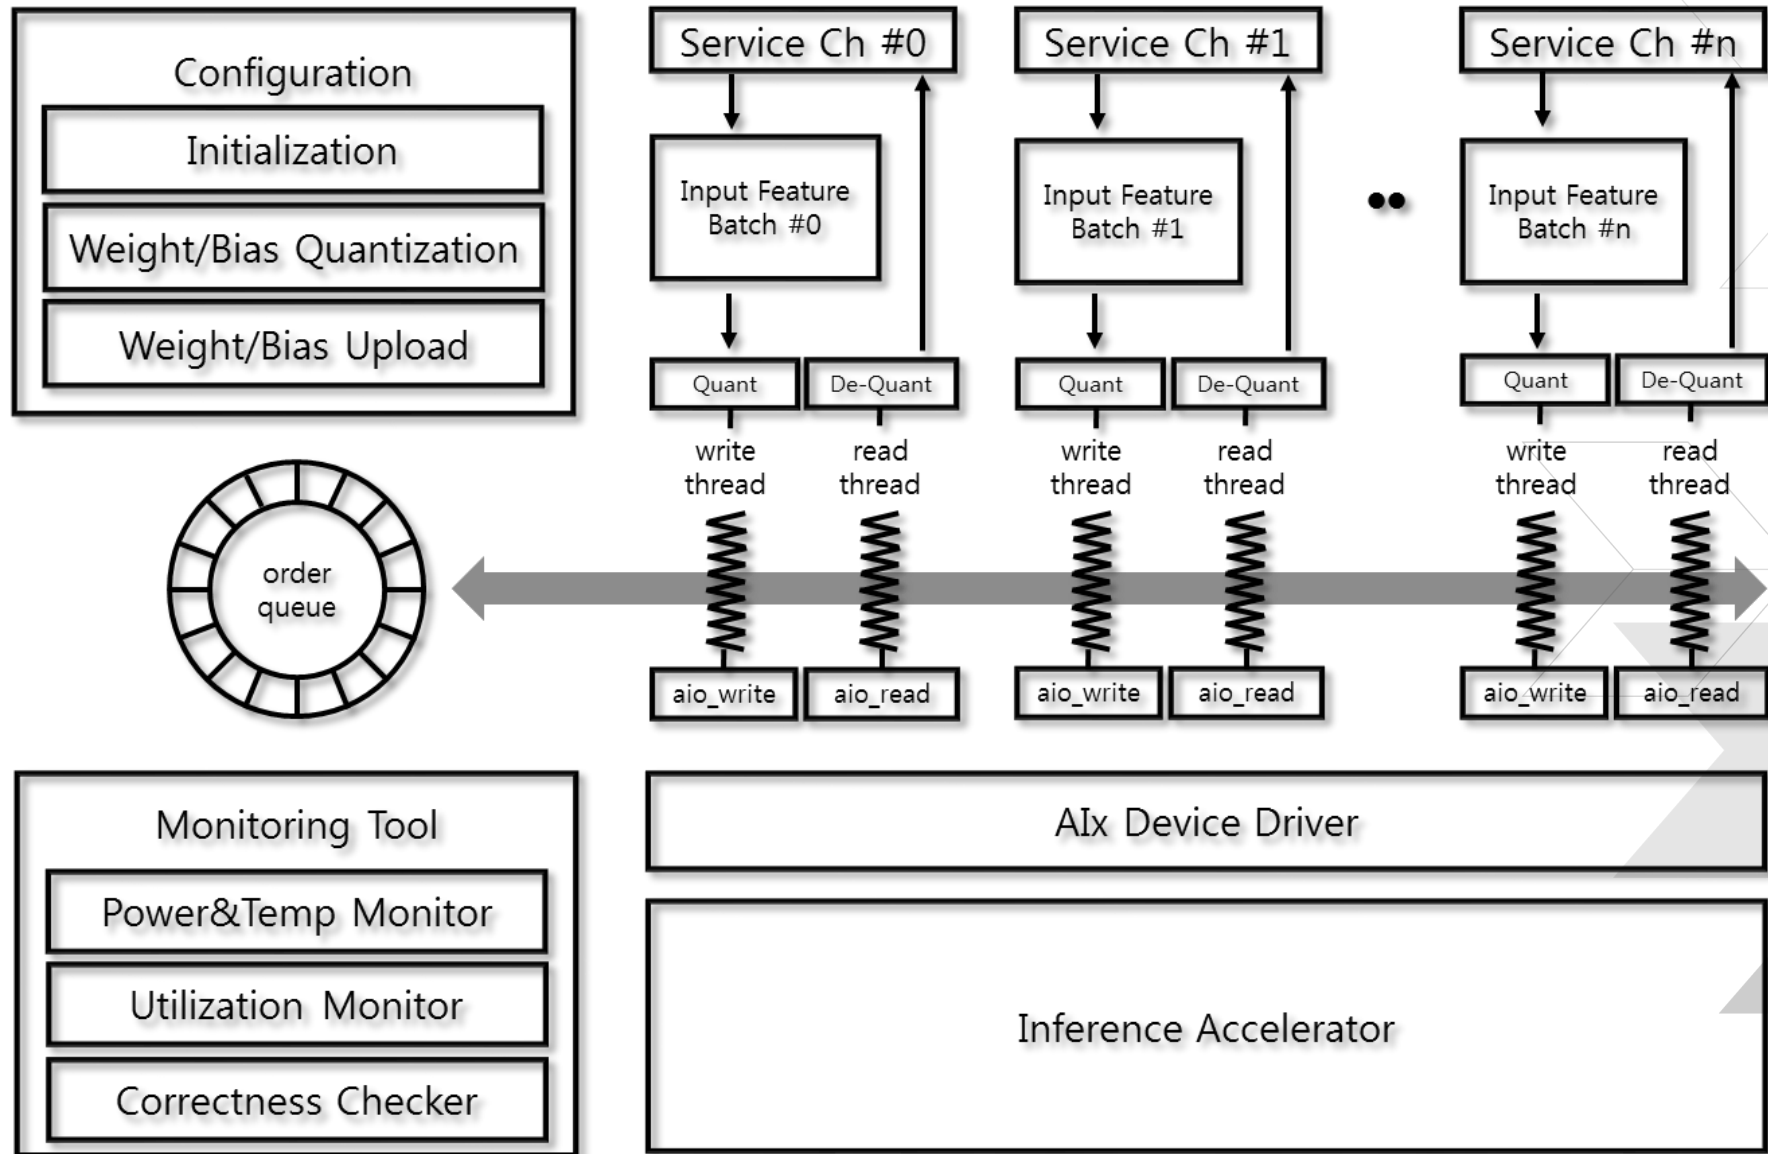 Configuration
Initialization
Weight/Bias Quantization
Weight/Bias Upload
Service Ch #0
Service Ch #1
Service Ch #n
Input Feature
Batch #0
Input Feature
Batch #1
Input Feature
Batch #n
Quant
De-Quant
Quant
De-Quant
Quant
De-Quant
write
thread
read
thread
write
thread
read
thread
write
thread
read
thread
order
queue
aio_write
aio_read
aio_write
aio_read
aio_write
aio_read
Monitoring Tool
Power&Temp Monitor
Utilization Monitor
Correctness Checker
AIx Device Driver
Inference Accelerator